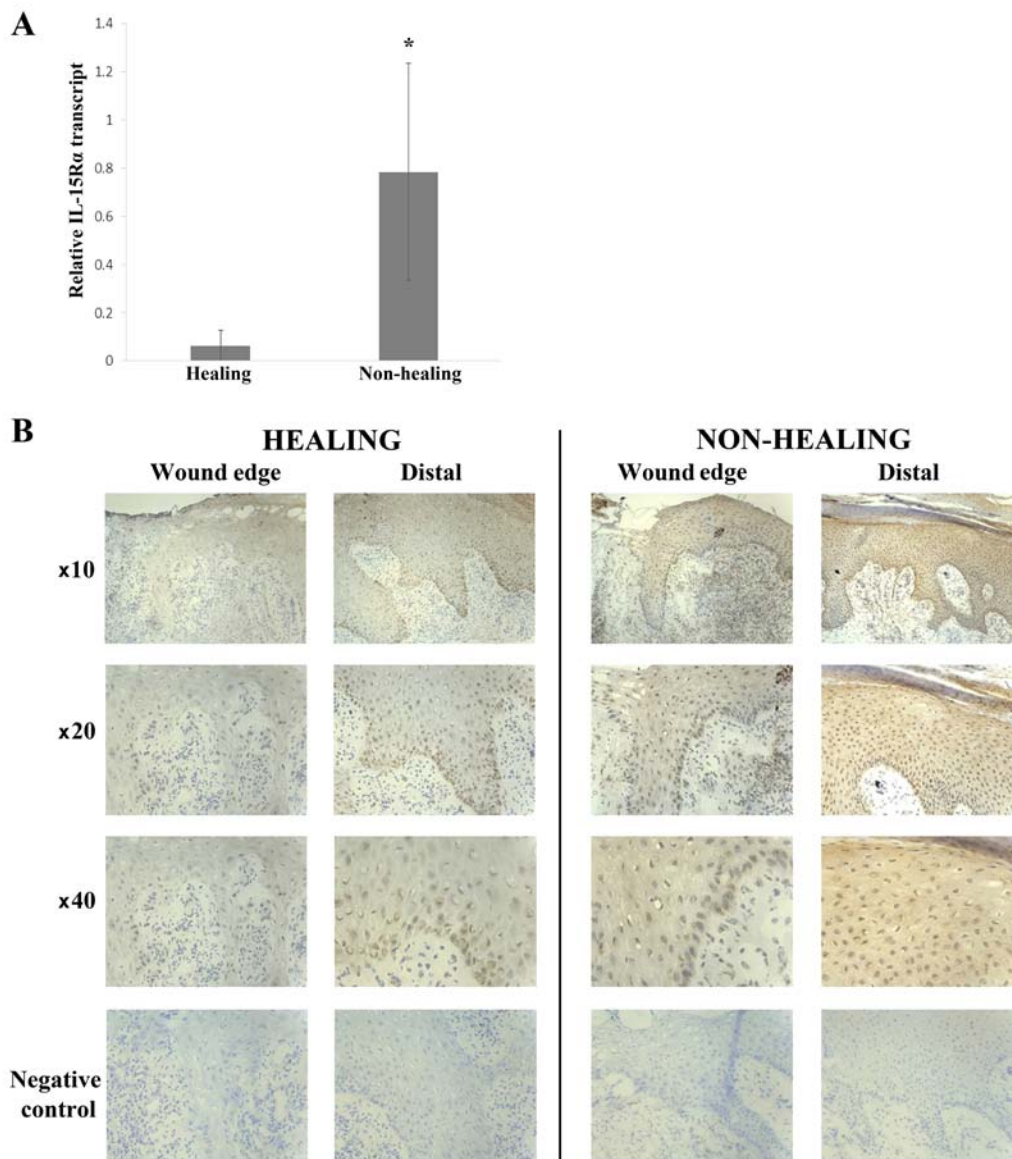 A
Relative IL-15Rα transcript
1.4
*
1.2
1
0.8
0.6
0.4
0.2
0
Healing Non-healing
B
HEALING NON-HEALING
Wound edge Distal Wound edge Distal
x10
x20
x40
Negative
control